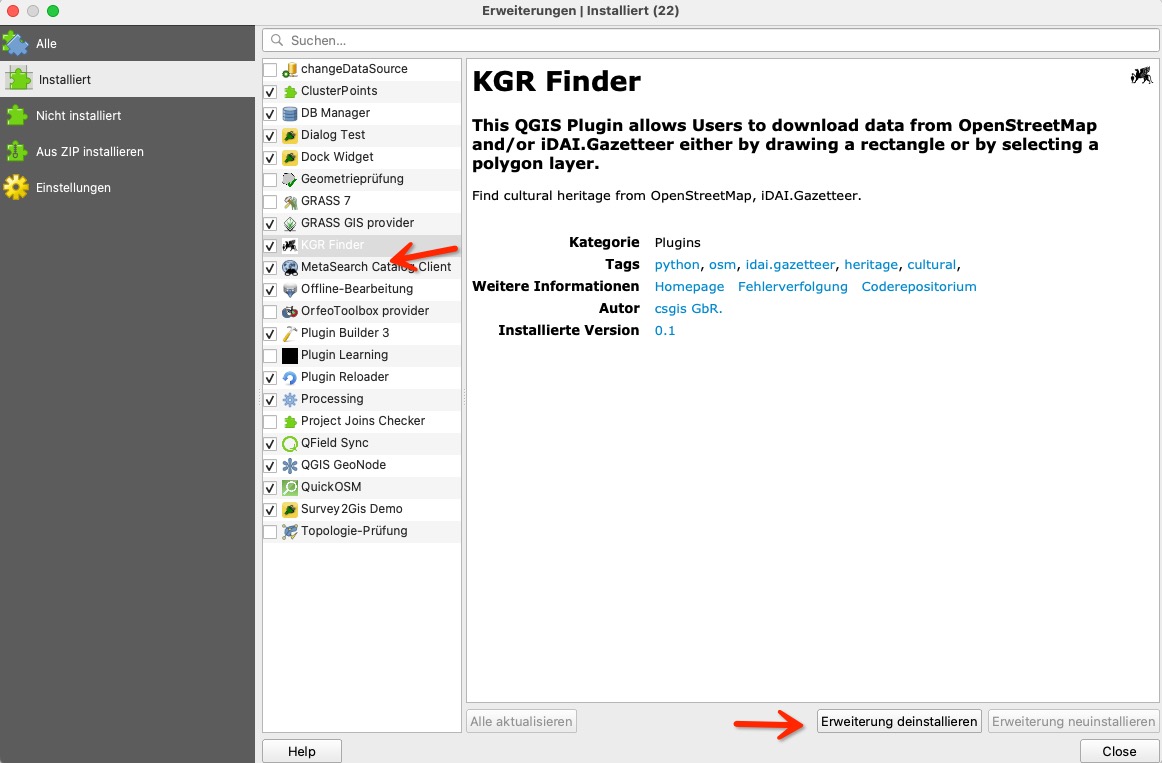 Erweiterungen | Installiert (22)
Alle
Installiert
Nicht installiert
Aus ZIP installieren
Einstellungen
Suchen...
changeDataSource
ClusterPoints
DB Manager
Dialog Test
Dock Widget
Geometrieprüfung
GRASS 7
GRASS GIS provider
KGR Finder
MetaSearch Catalog Client
Offline-Bearbeitung
OrfeoToolbox provider
Plugin Builder 3
Plugin Learning
Plugin Reloader
Processing
Project Joins Checker
QField Sync
QGIS GeoNode
QuickOSM
Survey2Gis Demo
Topologie-Prüfung
KGR Finder
This QGIS Plugin allows Users to download data from OpenStreetMap
and/or iDAI.Gazetteer either by drawing a rectangle or by selecting a
polygon layer.
Find cultural heritage from OpenStreetMap, iDAI.Gazetteer.
Kategorie Plugins
Tags python, osm, idai.gazetteer, heritage, cultural,
Weitere Informationen Homepage Fehlerverfolgung Coderepositorium
Autor csgis GbR.
Installierte Version 0.1
Alle aktualisieren
Erweiterung deinstallieren
Erweiterung neuinstallieren
Help
Close